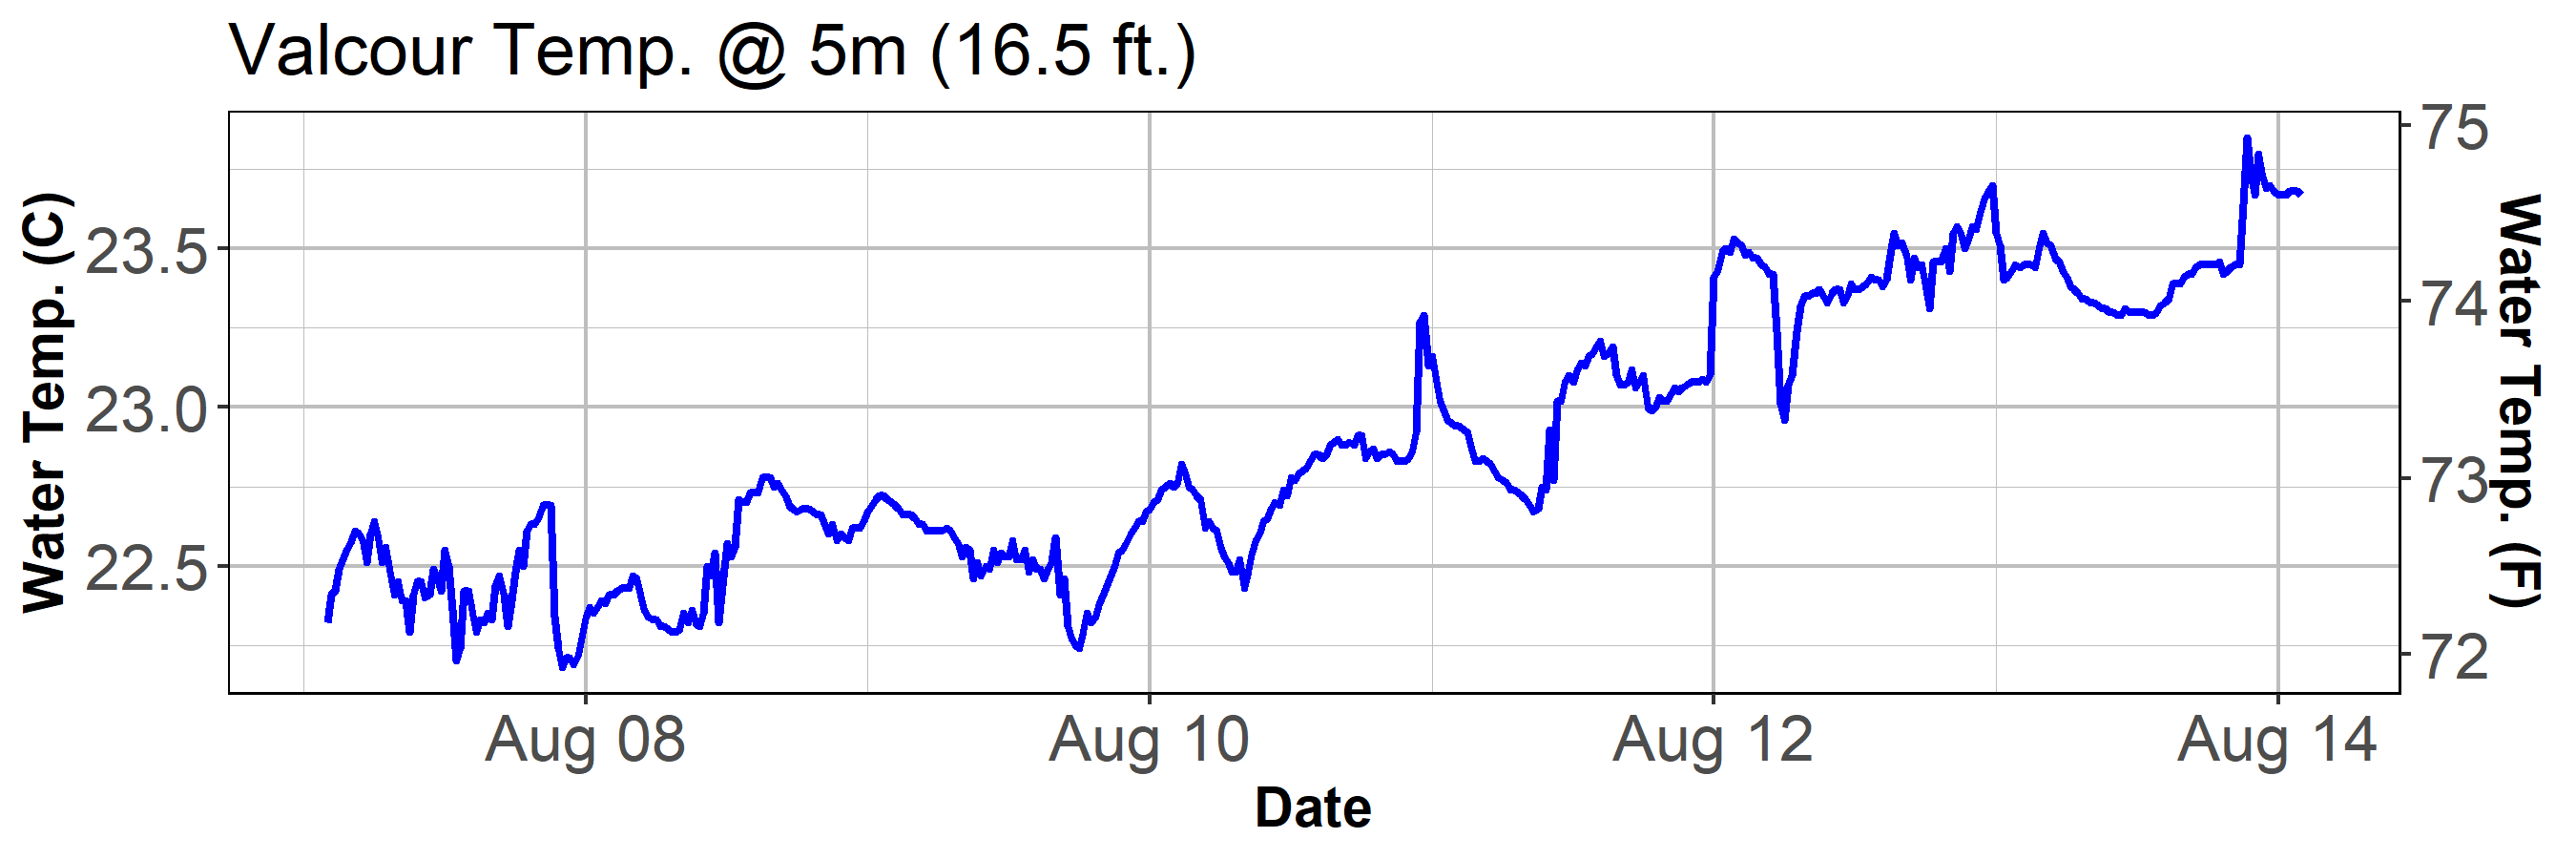 Valcour Temp. @ 5m (16.5 ft.)
Water Temp. (C)
23.5
23.0
22.5
75
74
73
72
Water Temp. (F)
Aug 08 Aug 10 Aug 12 Aug 14
Date